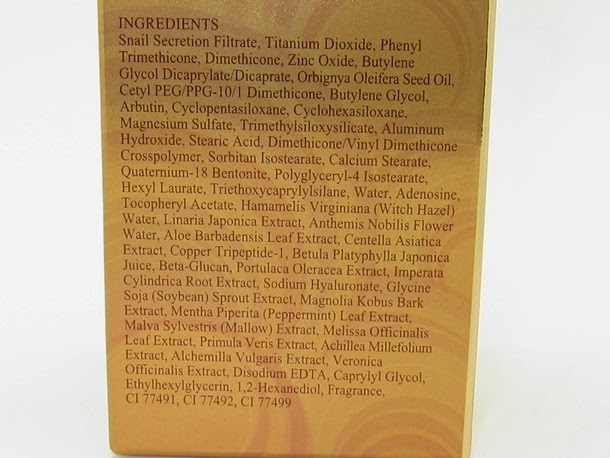 INGREDIENTS
Snail Secretion Filtrate, Titanium Dioxide, Phenyl
Trimethicone, Dimethicone, Zinc Oxide, Butylene
Glycol Dicaprylate/Dicaprate, Orbignya Oleifera Seed Oil,
Cetyl PEG/PPG-10/1 Dimethicone, Butylene Glycol,
Arbutin, Cyclopentasiloxane, Cyclohexasiloxane,
Magnesium Sulfate, Trimethylsiloxysilicate, Aluminum
Hydroxide, Stearic Acid, Dimethicone/Vinyl Dimethicone
Crosspolymer, Sorbitan Isostearate, Calcium Stearate,
Quaternium-18 Bentonite, Polyglyceryl-4 Isostearate,
Hexyl Laurate, Triethoxycaprylylsilane, Water, Adenosine,
Tocopheryl Acetate, Hamamelis Virginiana (Witch Hazel)
Water, Linaria Japonica Extract, Anthemis Nobilis Flower
Water, Aloe Barbadensis Leaf Extract, Centella Asiatica
Extract, Copper Tripeptide-1, Betula Platyphylla Japonica
Juice, Beta-Glucan, Portulaca Oleracea Extract, Imperata
Cylindrica Root Extract, Sodium Hyaluronate, Glycine
Soja (Soybean) Sprout Extract, Magnolia Kobus Bark
Extract, Mentha Piperita (Peppermint) Leaf Extract,
Malva Sylvestris (Mallow) Extract, Melissa Officinalis
Leaf Extract, Primula Veris Extract, Achillea Millefolium
Extract, Alchemilla Vulgaris Extract, Veronica
Officinalis Extract, Disodium EDTA, Caprylyl Glycol,
Ethylhexylglycerin, 1,2-Hexanediol, Fragrance,
CI 77491, CI 77492, CI 77499